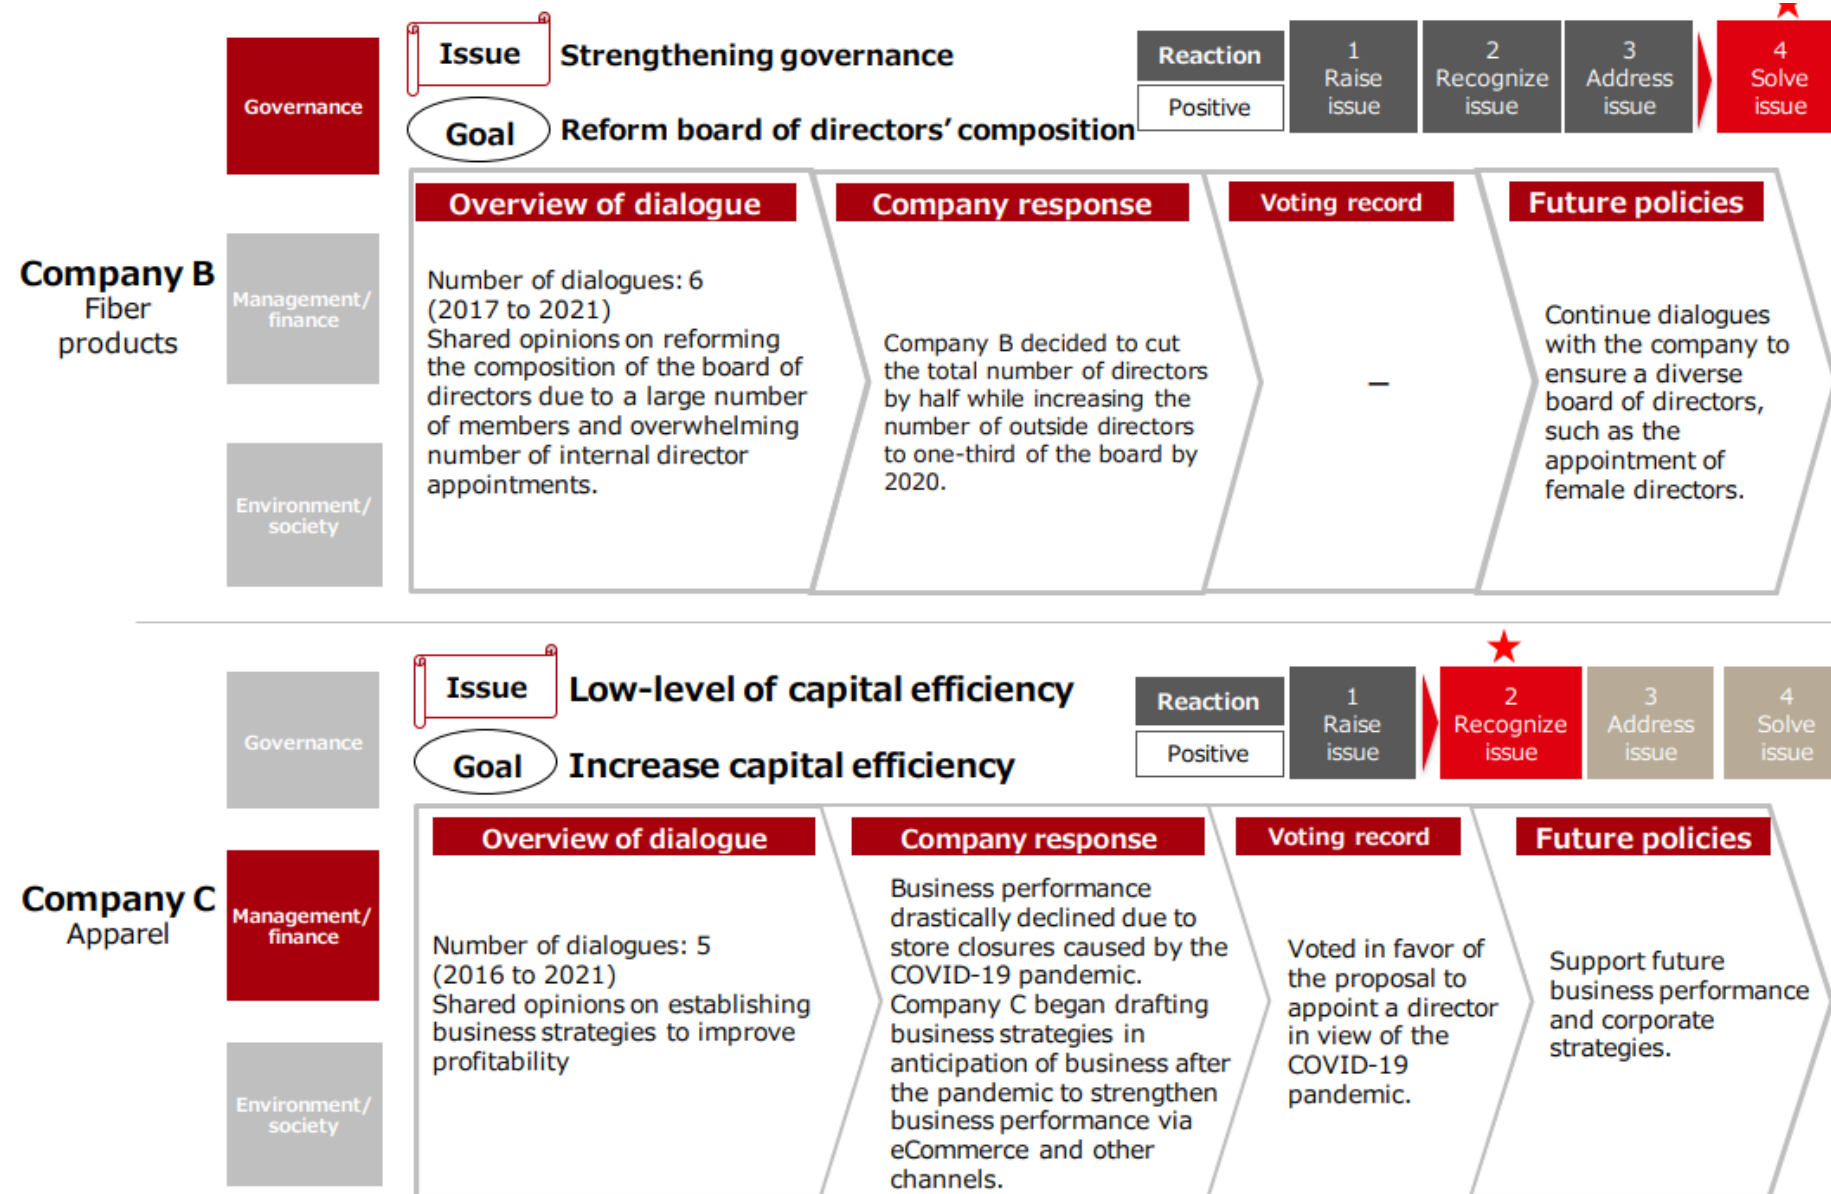 Issue
Strengthening governance
Goal
Reform board of directors' composition
Reaction
Positive
1
Raise
issue
2
Recognize
issue
3
Address
issue
4
Solve
issue
Company B
Fiber
products
Governance
Management/
finance
Environment/
society
Overview of dialogue
Number of dialogues: 6
(2017 to 2021)
Shared opinions on reforming
the composition of the board of
directors due to a large number
of members and overwhelming
number of internal director
appointments.
Company response
Company B decided to cut
the total number of directors
by half while increasing the
number of outside directors
to one-third of the board by
2020.
Voting record
–
Future policies
Continue dialogues
with the company to
ensure a diverse
board of directors,
such as the
appointment of
female directors.
Issue
Low-level of capital efficiency
Goal
Increase capital efficiency
Reaction
Positive
1
Raise
issue
2
Recognize
issue
3
Address
issue
4
Solve
issue
Company C
Apparel
Governance
Management/
finance
Environment/
society
Overview of dialogue
Number of dialogues: 5
(2016 to 2021)
Shared opinions on establishing
business strategies to improve
profitability
Company response
Business performance
drastically declined due to
store closures caused by the
COVID-19 pandemic.
Company C began drafting
business strategies in
anticipation of business after
the pandemic to strengthen
business performance via
eCommerce and other
channels.
Voting record
Voted in favor of
the proposal to
appoint a director
in view of the
COVID-19
pandemic.
Future policies
Support future
business performance
and corporate
strategies.